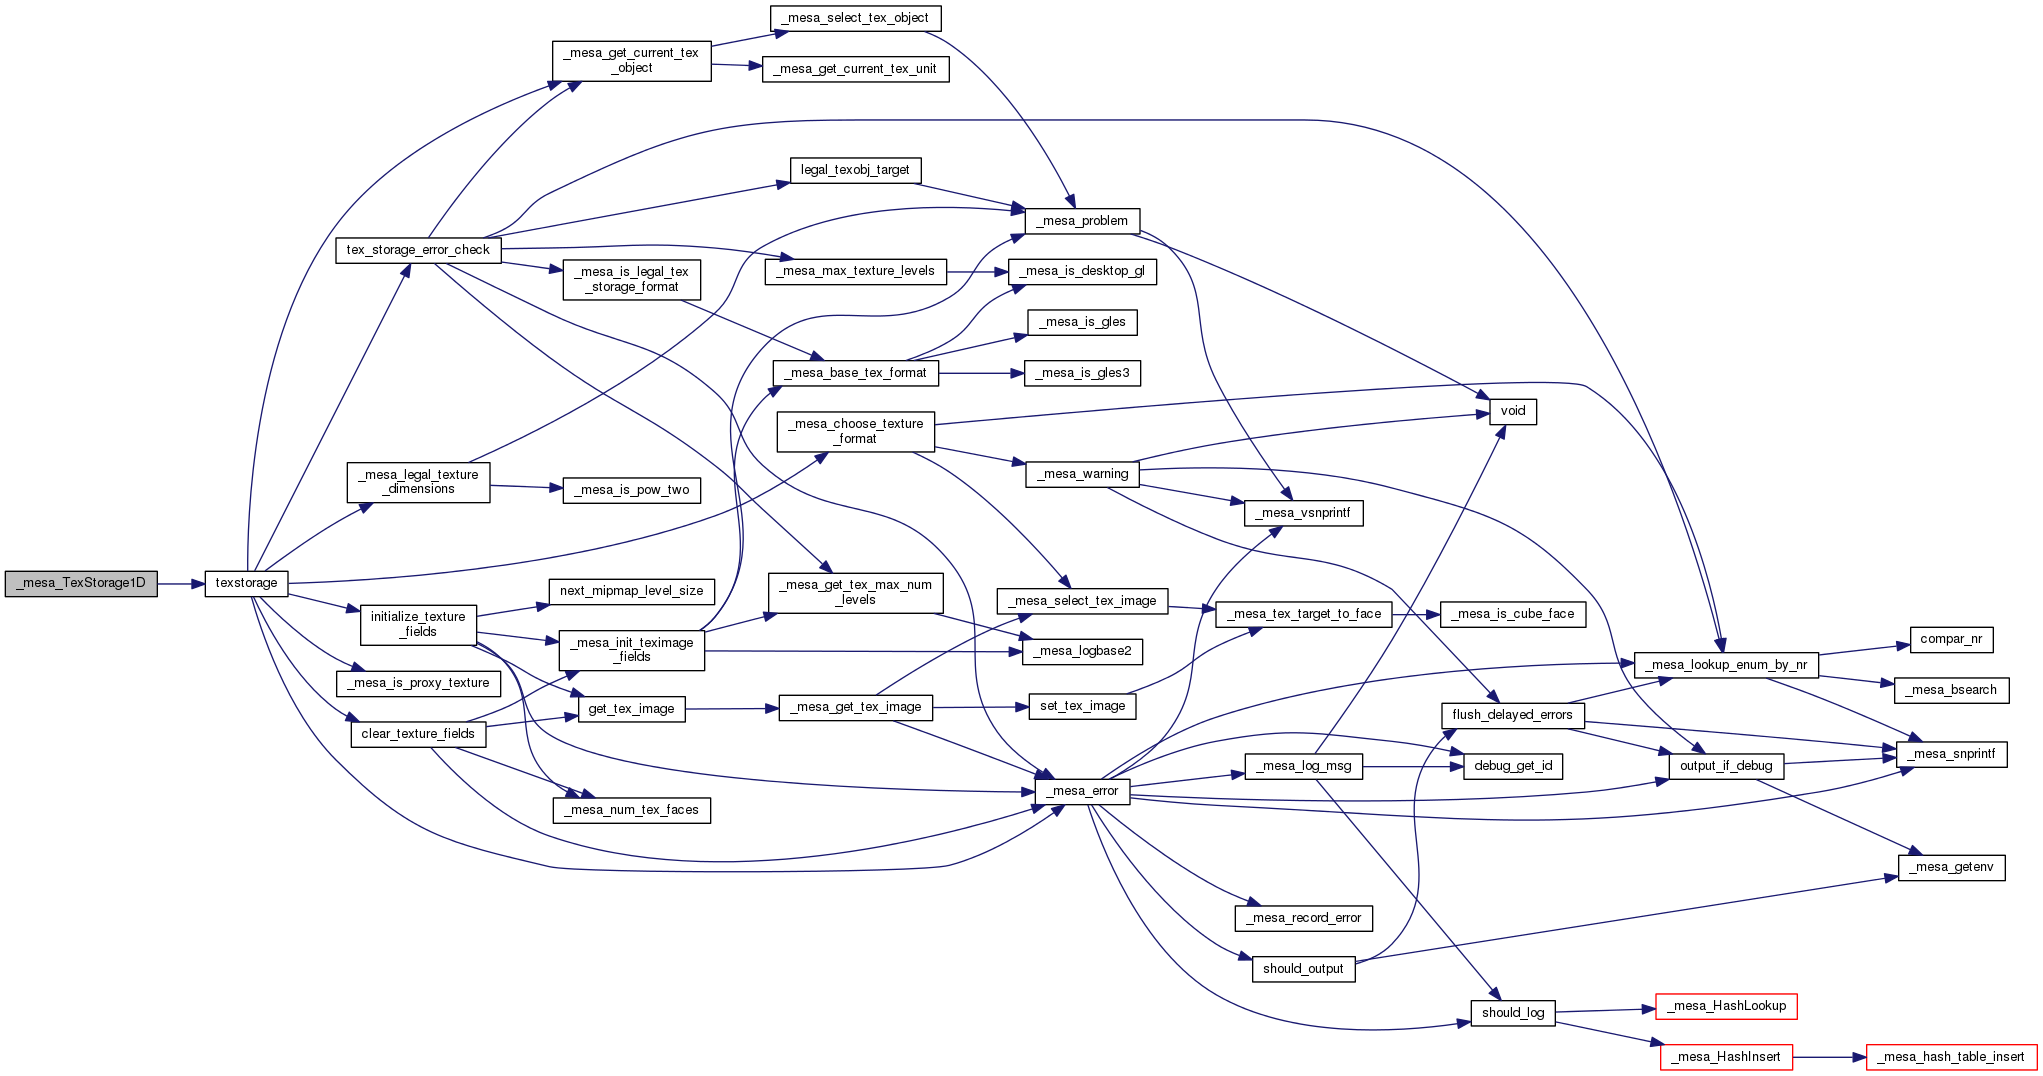 _mesa_TexStorage1D
texstorage
_mesa_get_current_tex
_object
tex_storage_error_check
_mesa_legal_texture
_dimensions
initialize_texture
_fields
_mesa_is_proxy_texture
clear_texture_fields
_mesa_is_legal_tex
_storage_format
_mesa_is_pow_two
next_mipmap_level_size
_mesa_init_teximage
_fields
get_tex_image
_mesa_num_tex_faces
_mesa_select_tex_object
_mesa_get_current_tex_unit
legal_texobj_target
_mesa_max_texture_levels
_mesa_base_tex_format
_mesa_choose_texture
_format
_mesa_get_tex_max_num
_levels
_mesa_get_tex_image
_mesa_problem
_mesa_is_desktop_gl
_mesa_is_gles
_mesa_is_gles3
_mesa_warning
_mesa_select_tex_image
_mesa_logbase2
set_tex_image
_mesa_error
_mesa_vsnprintf
_mesa_tex_target_to_face
_mesa_log_msg
_mesa_record_error
should_output
void
_mesa_is_cube_face
flush_delayed_errors
debug_get_id
should_log
_mesa_lookup_enum_by_nr
output_if_debug
_mesa_HashLookup
_mesa_HashInsert
compar_nr
_mesa_bsearch
_mesa_snprintf
_mesa_getenv
_mesa_hash_table_insert